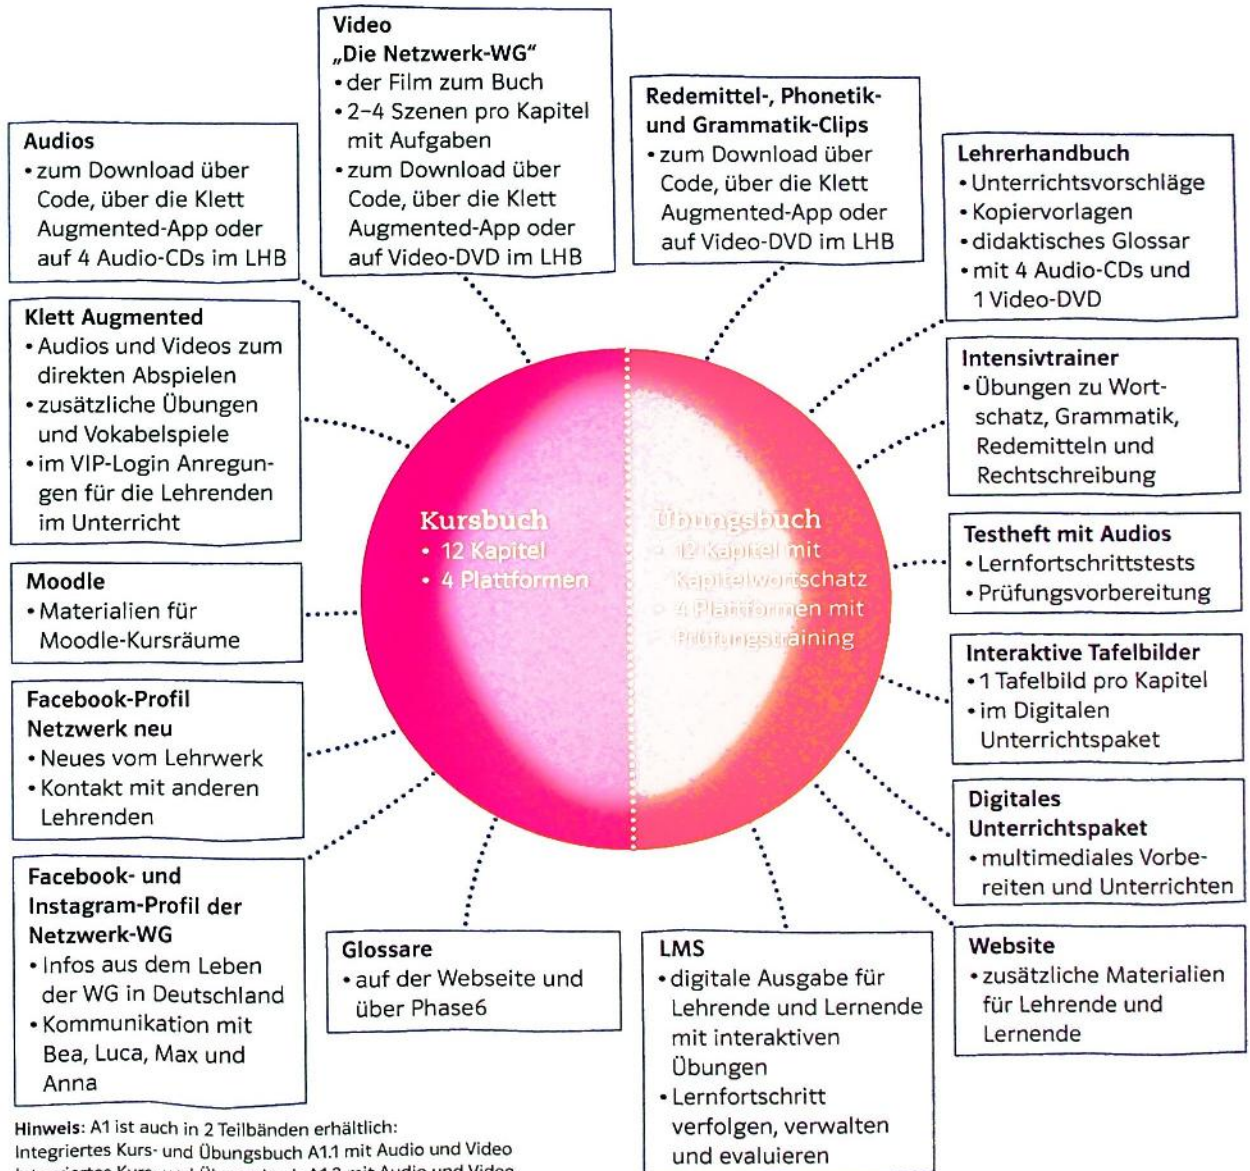 Video
„Die Netzwerk-WG“
• der Film zum Buch
• 2–4 Szenen pro Kapitel
mit Aufgaben
• zum Download über
Code, über die Klett
Augmented-App oder
auf Video-DVD im LHB
Redemittel-, Phonetik-
und Grammatik-Clips
• zum Download über
Code, über die Klett
Augmented-App oder
auf Video-DVD im LHB
Audios
• zum Download über
Code, über die Klett
Augmented-App oder
auf 4 Audio-CDs im LHB
Lehrerhandbuch
• Unterrichtsvorschläge
• Kopiervorlagen
• didaktisches Glossar
• mit 4 Audio-CDs und
1 Video-DVD
Klett Augmented
• Audios und Videos zum
direkten Abspielen
• zusätzliche Übungen
und Vokabelspiele
• im VIP-Login Anregun-
gen für die Lehrenden
im Unterricht
Intensivtrainer
• Übungen zu Wort-
schatz, Grammatik,
Redemitteln und
Rechtschreibung
Kursbuch
• 12 Kapitel
• 4 Plattformen
Übungsbuch
• 12 Kapitel mit
Kapitelwortschatz
• 4 Plattformen mit
Prüfungstraining
Testheft mit Audios
• Lernfortschrittstests
• Prüfungsvorbereitung
Moodle
• Materialien für
Moodle-Kursräume
Interaktive Tafelbilder
• 1 Tafelbild pro Kapitel
• im Digitalen
Unterrichtspaket
Facebook-Profil
Netzwerk neu
• Neues vom Lehrwerk
• Kontakt mit anderen
Lehrenden
Digitales
Unterrichtspaket
• multimediales Vorbe-
reiten und Unterrichten
Facebook- und
Instagram-Profil der
Netzwerk-WG
• Infos aus dem Leben
der WG in Deutschland
• Kommunikation mit
Bea, Luca, Max und
Anna
Glossare
• auf der Webseite und
über Phase6
LMS
• digitale Ausgabe für
Lehrende und Lernende
mit interaktiven
Übungen
• Lernfortschritt
verfolgen, verwalten
und evaluieren
Website
• zusätzliche Materialien
für Lehrende und
Lernende
Hinweis: A1 ist auch in 2 Teilbänden erhältlich:
Integriertes Kurs- und Übungsbuch A1.1 mit Audio und Video
Integriertes Kurs- und Übungsbuch A1.2 mit Audio und Video